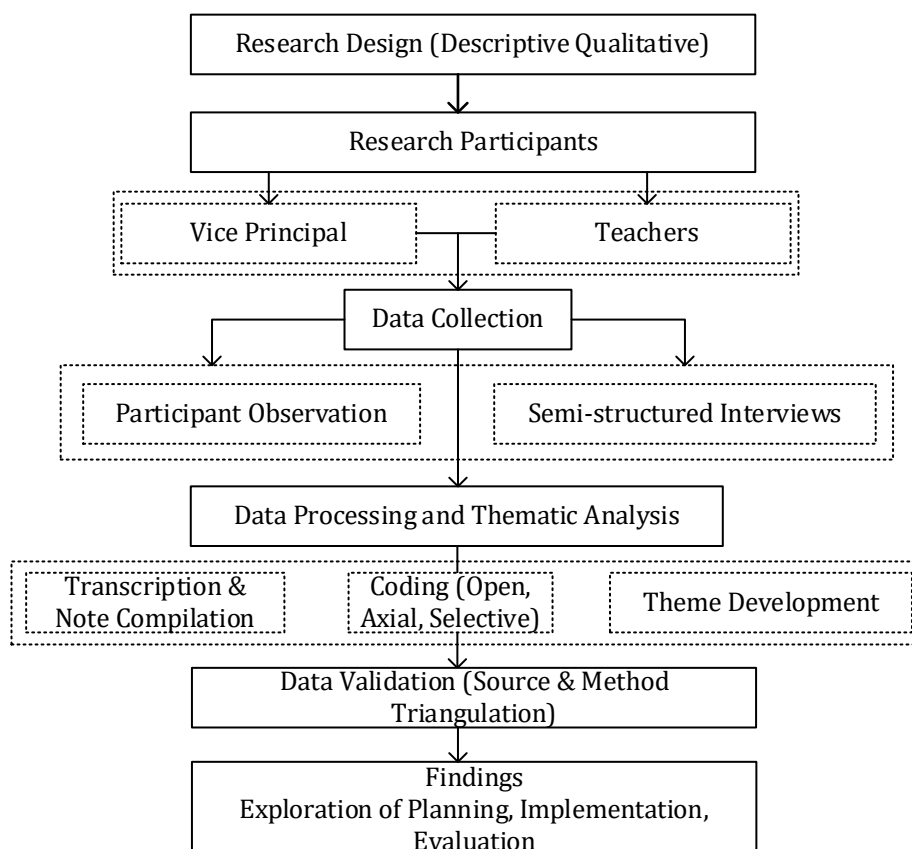 Research Design (Descriptive Qualitative)
Research Participants
Vice Principal
Teachers
Data Collection
Participant Observation
Semi-structured Interviews
Data Processing and Thematic Analysis
Transcription &
Note Compilation
Coding (Open,
Axial, Selective)
Theme Development
Data Validation (Source & Method
Triangulation)
Findings
Exploration of Planning, Implementation,
Evaluation